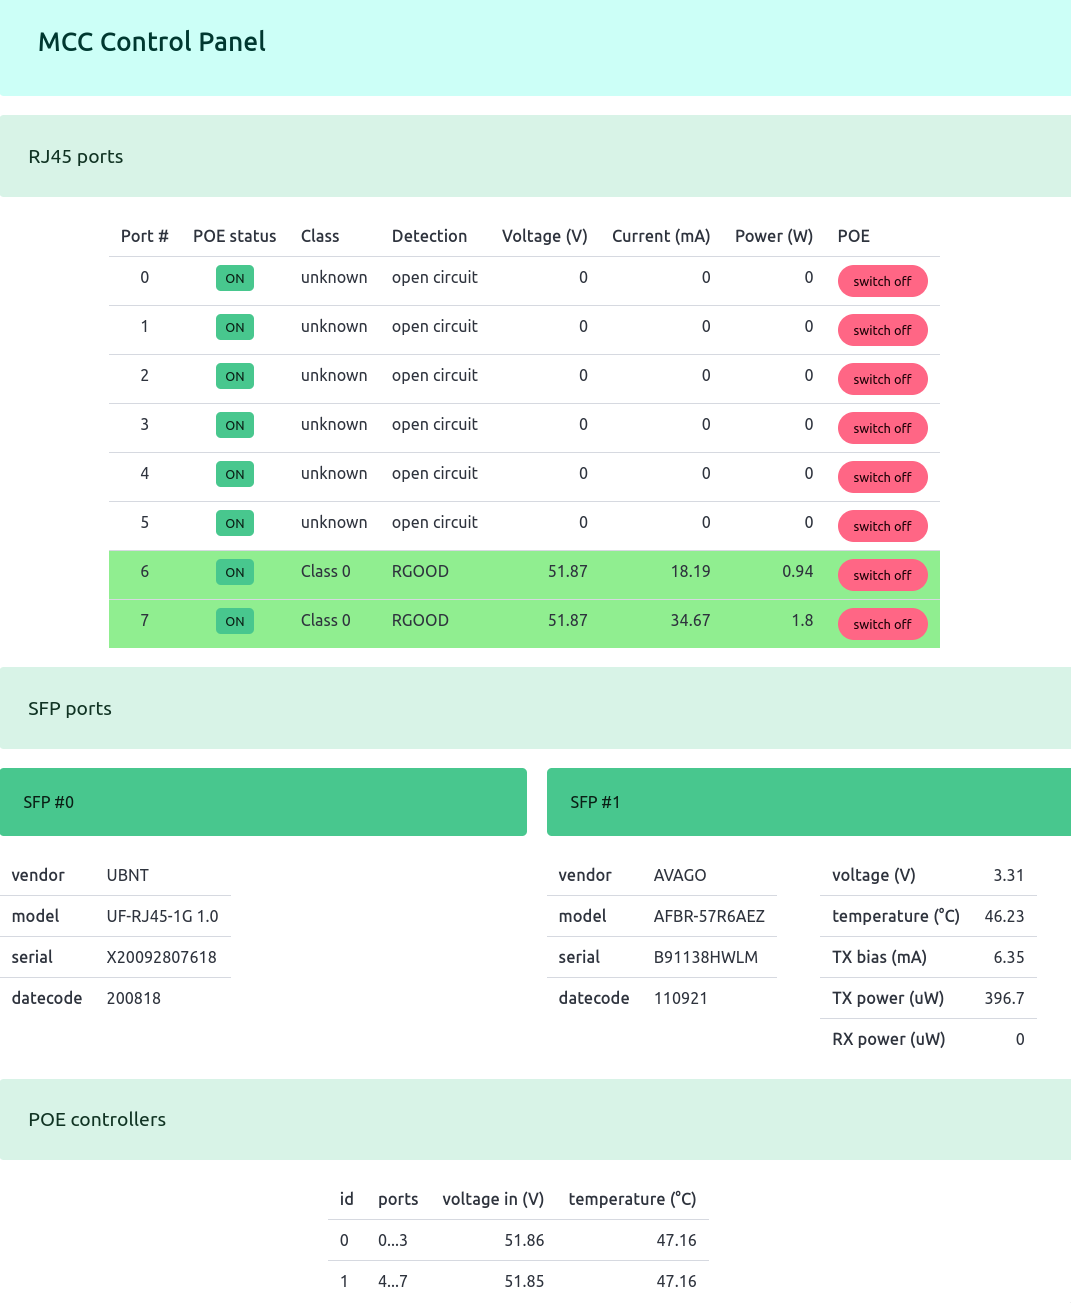 MCC Control Panel
RJ45 ports
Port # POE status Class Detection Voltage (V) Current (mA) Power (W) POE
0 ON unknown open circuit 0 0 0 switch off
1 ON unknown open circuit 0 0 0 switch off
2 ON unknown open circuit 0 0 0 switch off
3 ON unknown open circuit 0 0 0 switch off
4 ON unknown open circuit 0 0 0 switch off
5 ON unknown open circuit 0 0 0 switch off
6 ON Class 0 RGOOD 51.87 18.19 0.94 switch off
7 ON Class 0 RGOOD 51.87 34.67 1.8 switch off
SFP ports
SFP #0
vendor UBNT
model UF-RJ45-1G 1.0
serial X20092807618
datecode 200818
SFP #1
vendor AVAGO
model AFBR-57R6AEZ
serial B91138HWLM
datecode 110921
voltage (V) 3.31
temperature (°C) 46.23
TX bias (mA) 6.35
TX power (uW) 396.7
RX power (uW) 0
POE controllers
id ports voltage in (V) temperature (°C)
0 0...3 51.86 47.16
1 4...7 51.85 47.16